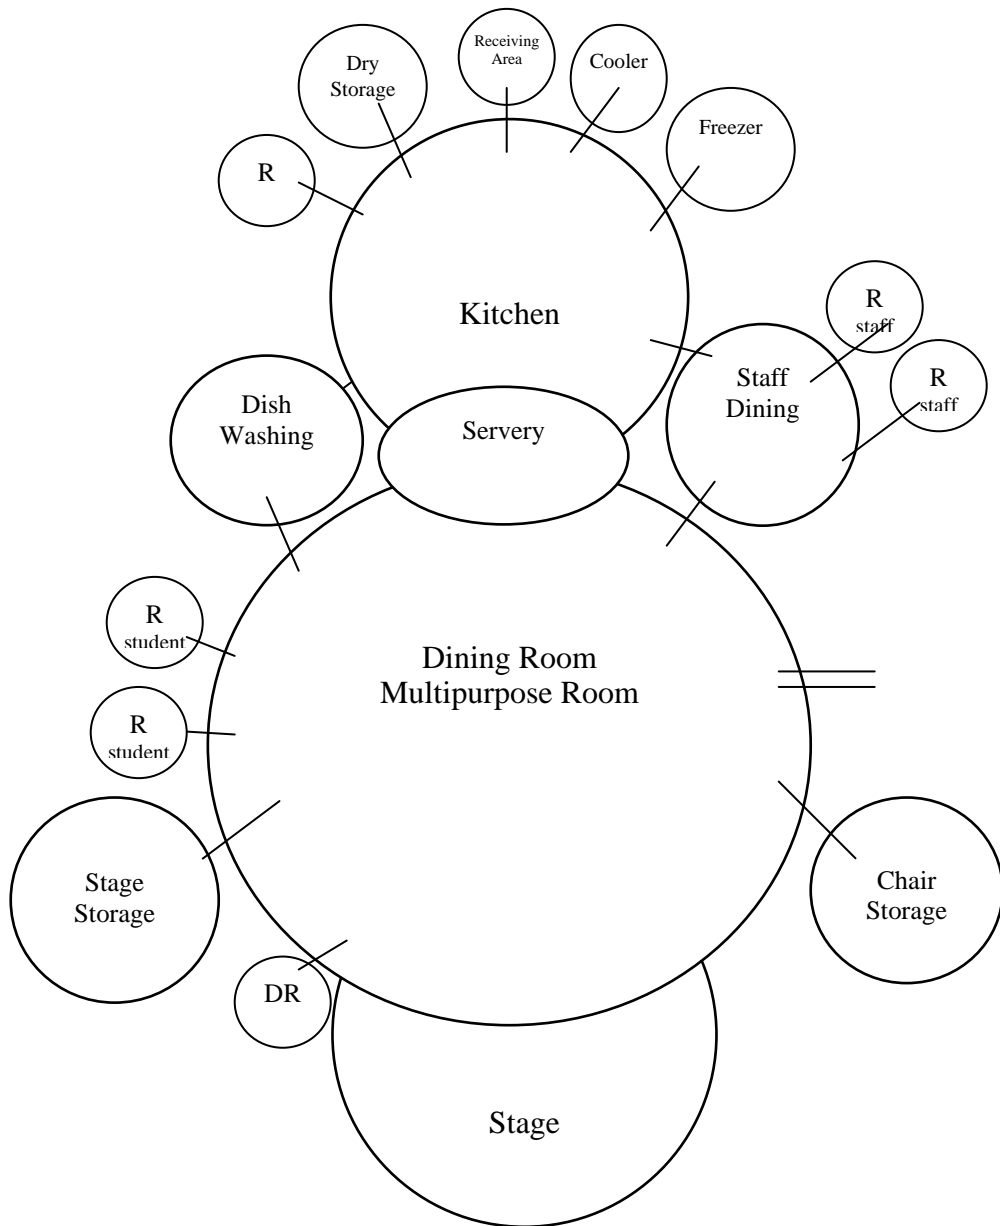 Receiving
Area
Dry
Storage
Cooler
Freezer
R
Kitchen
R
staff
R
staff
Staff
Dining
Dish
Washing
Servery
R
student
Dining Room
Multipurpose Room
R
student
Stage
Storage
Chair
Storage
DR
Stage